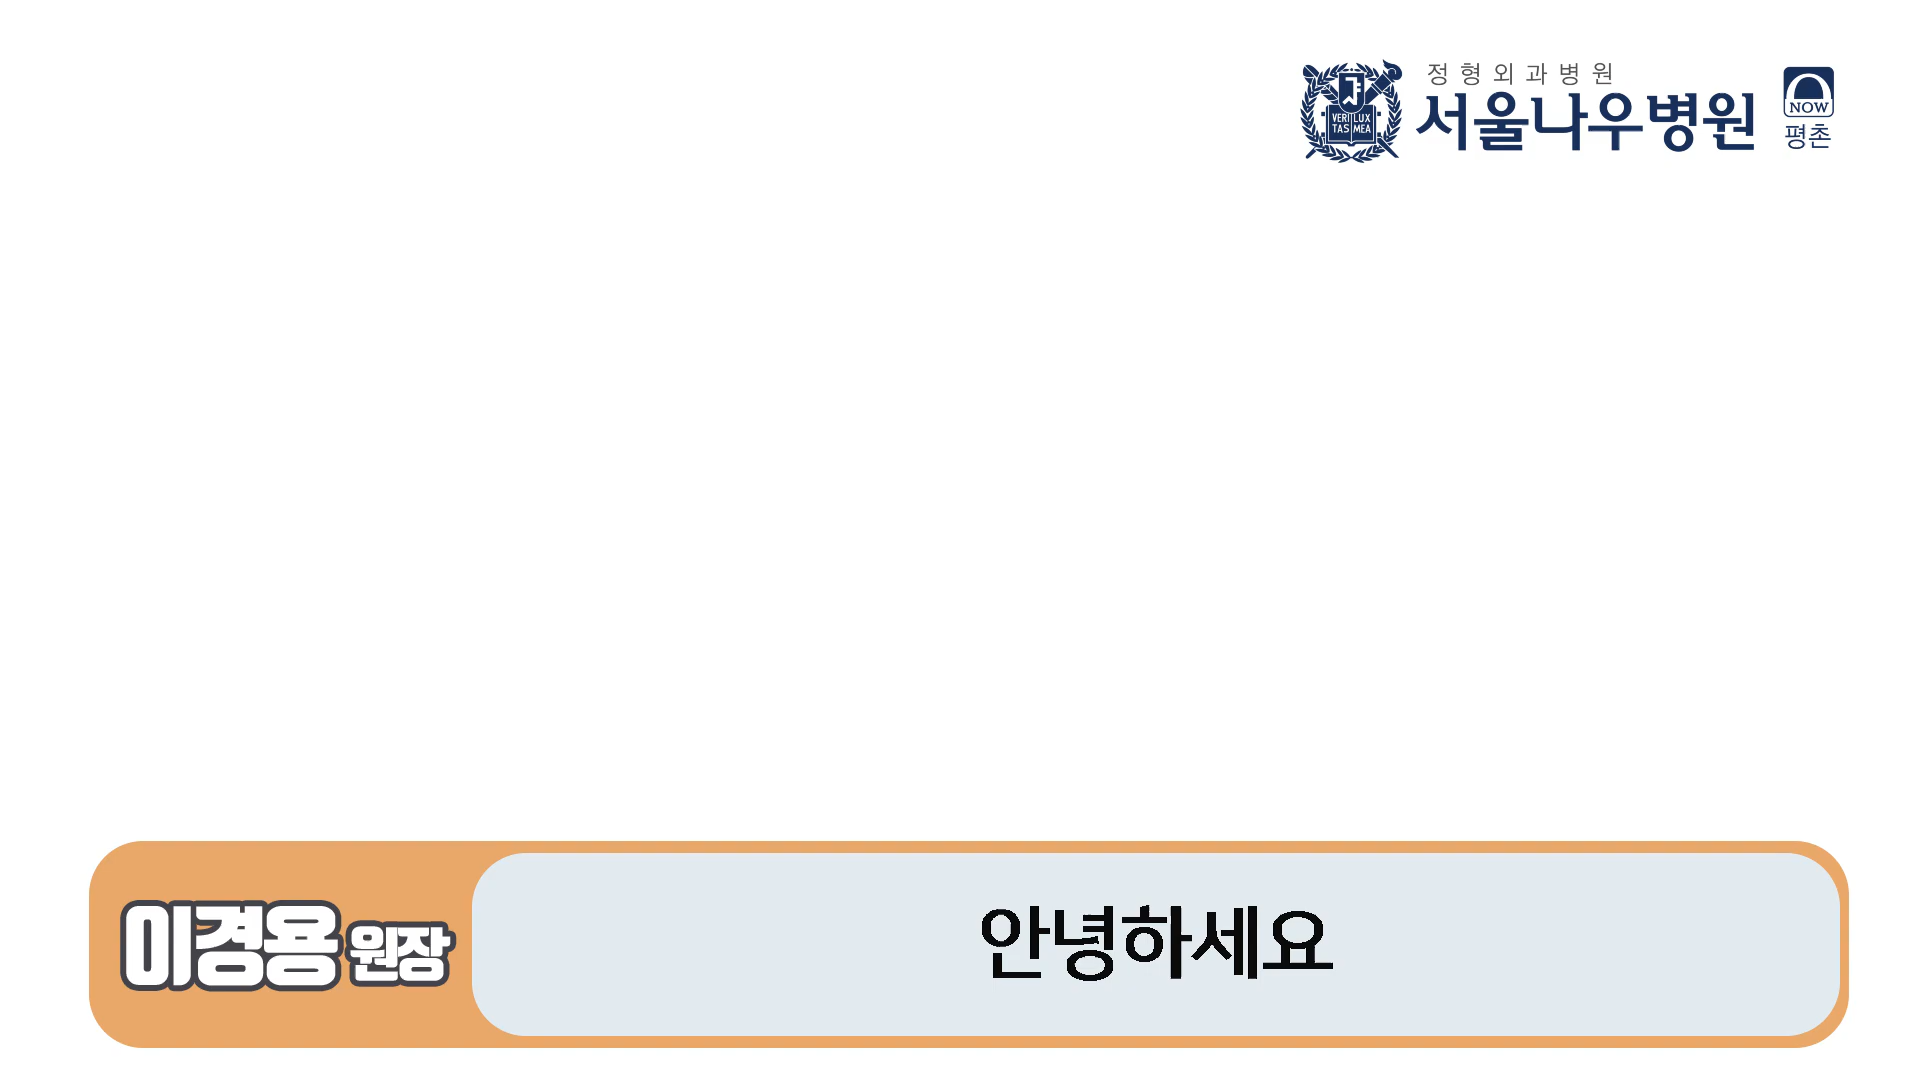 정형외과병원
서울나우병원
NOW
평촌
VERI LUX
TAS MEA
이경용 원장
안녕하세요